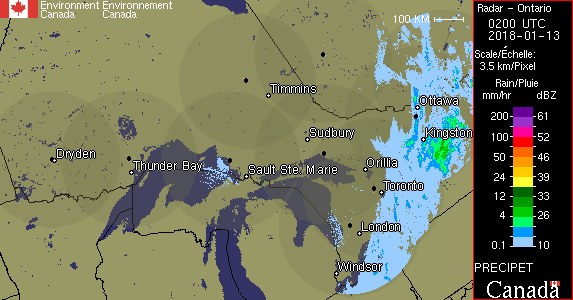 Environment Environnement
Canada Canada
100 KM
Timmins
Ottawa
Sudbury
Kingston
Dryden
Thunder Bay
Sault Ste. Marie
Orillia
Toronto
London
Windsor
Radar - Ontario
0200 UTC
2018-01-13
Scale/Échelle:
3.5 km/Pixel
Rain/Pluie
mm/hr dBZ
200 61
100 52
50 46
24 39
12 33
4 26
0.1 10
PRECIPET
Canada